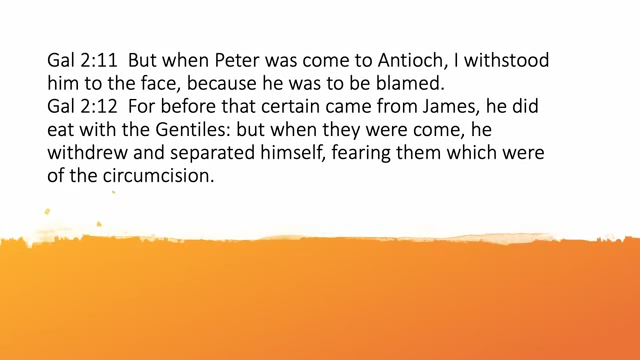 Gal 2:11  But when Peter was come to Antioch, I withstood
him to the face, because he was to be blamed.
Gal 2:12  For before that certain came from James, he did
eat with the Gentiles: but when they were come, he
withdrew and separated himself, fearing them which were
of the circumcision.